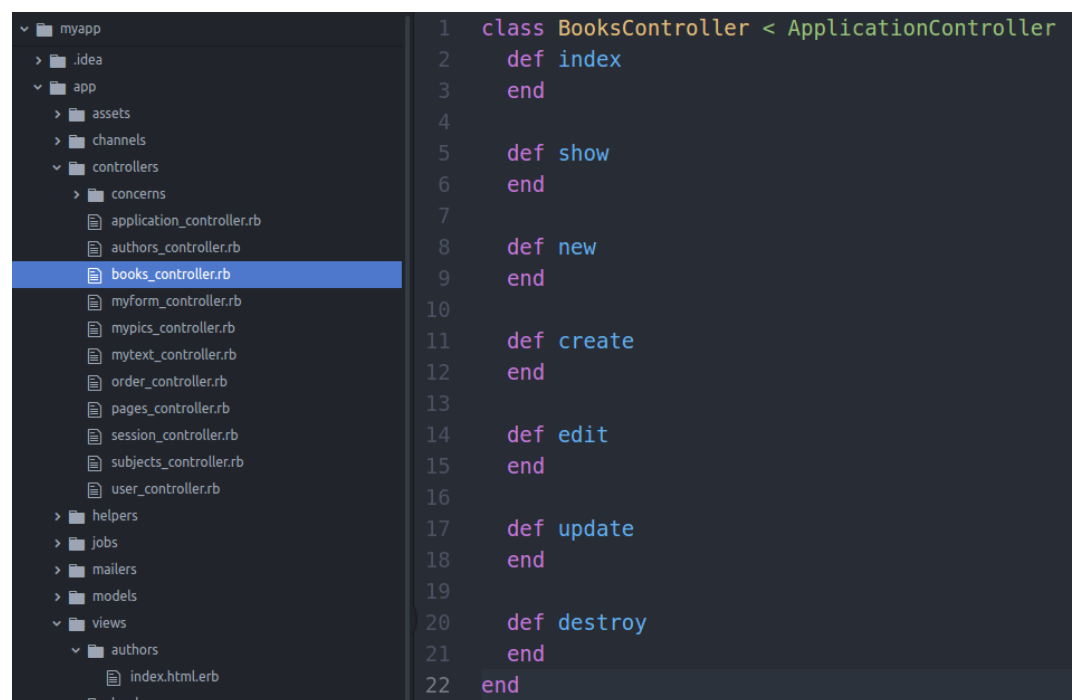 myapp
.idea
app
assets
channels
controllers
concerns
application_controller.rb
authors_controller.rb
books_controller.rb
myform_controller.rb
mypics_controller.rb
mytext_controller.rb
order_controller.rb
pages_controller.rb
session_controller.rb
subjects_controller.rb
user_controller.rb
helpers
jobs
mailers
models
views
authors
index.html.erb
1 class BooksController < ApplicationController
2   def index
3   end
4
5   def show
6   end
7
8   def new
9   end
10
11   def create
12   end
13
14   def edit
15   end
16
17   def update
18   end
19
20   def destroy
21   end
22 end